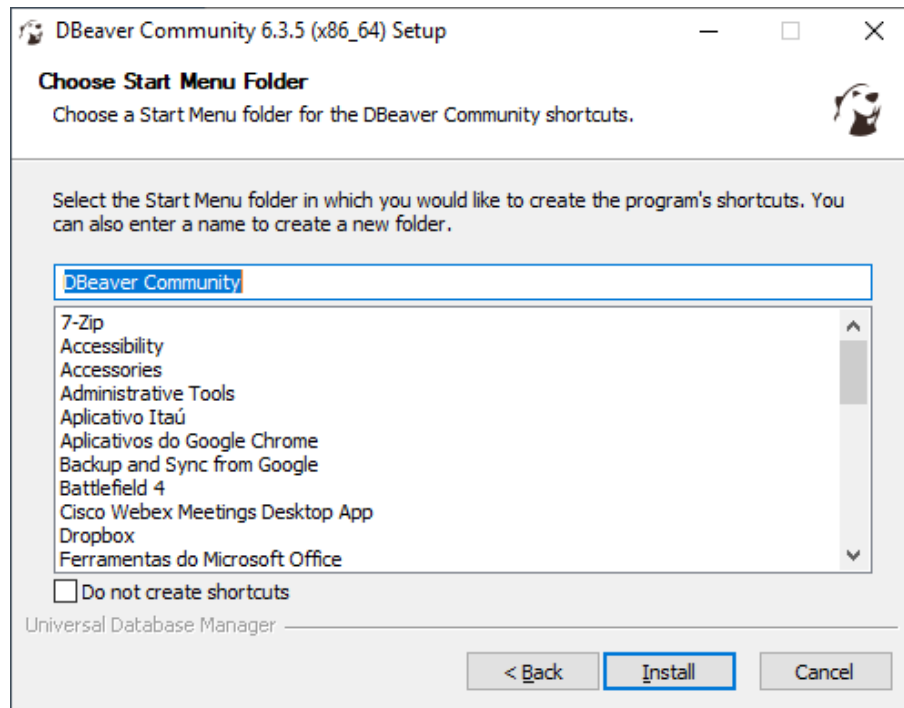 DBeaver Community 6.3.5 (x86_64) Setup
Choose Start Menu Folder
Choose a Start Menu folder for the DBeaver Community shortcuts.
Select the Start Menu folder in which you would like to create the program's shortcuts. You
can also enter a name to create a new folder.
DBeaver Community
7-Zip
Accessibility
Accessories
Administrative Tools
Aplicativo Itaú
Aplicativos do Google Chrome
Backup and Sync from Google
Battlefield 4
Cisco Webex Meetings Desktop App
Dropbox
Ferramentas do Microsoft Office
Do not create shortcuts
Universal Database Manager
< Back Install Cancel